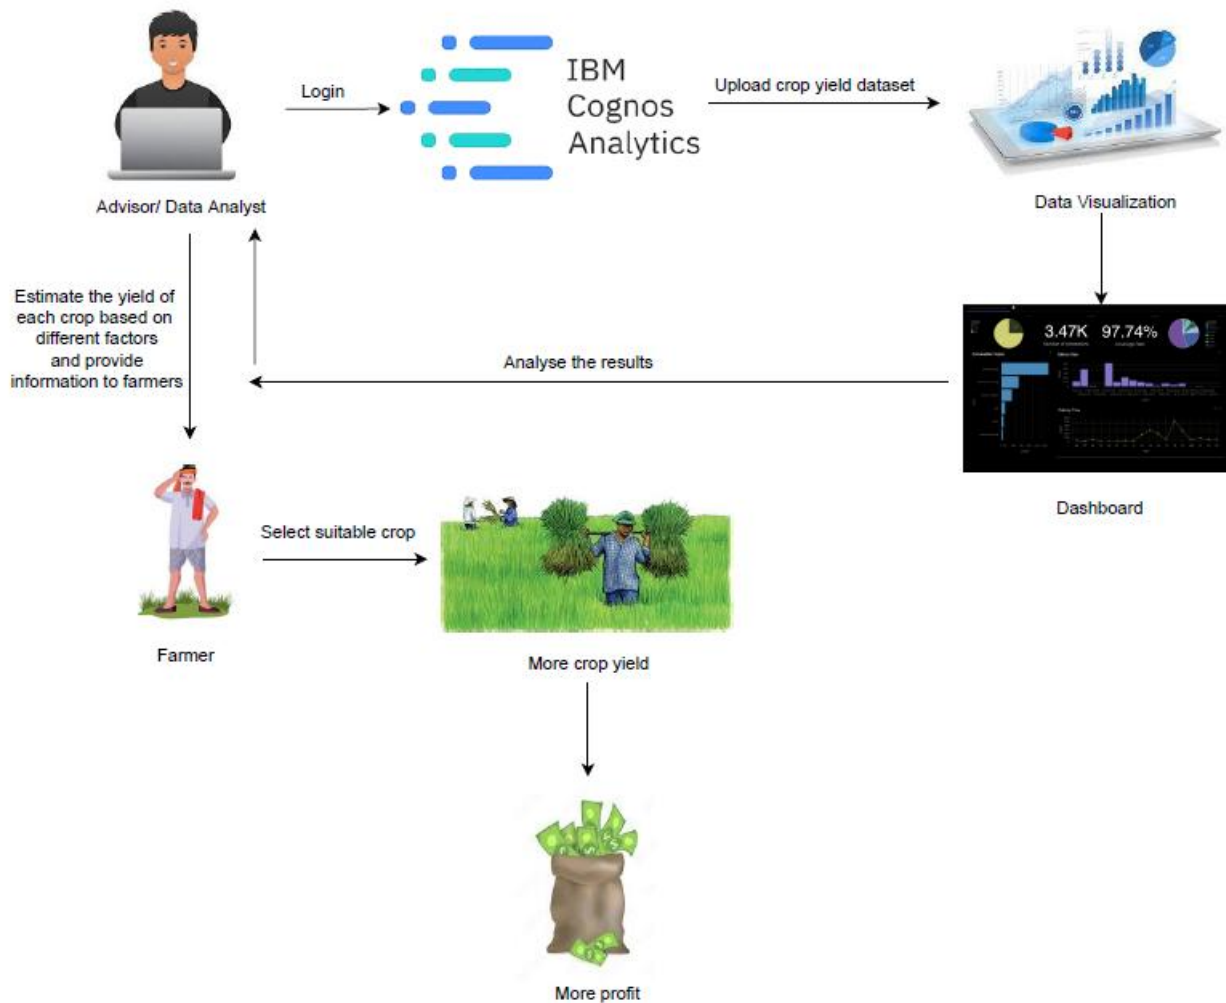 Login
IBM
Cognos
Analytics
Upload crop yield dataset
Advisor/ Data Analyst
Data Visualization
Estimate the yield of
each crop based on
different factors
and provide
information to farmers
Analyse the results
3.47K
97.74%
Dashboard
Select suitable crop
Farmer
More crop yield
More profit